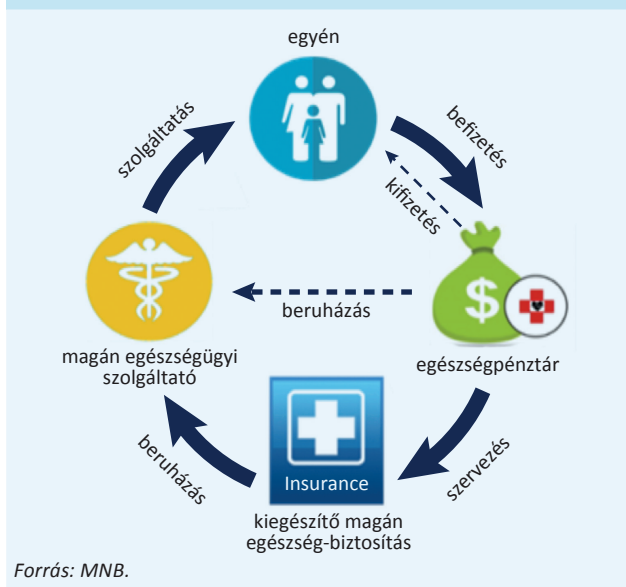 egyén
szolgáltatás
befizetés
kifizetés
$
beruházás
magán egészségügyi
szolgáltató
egészségpénztár
Insurance
beruházás
szervezés
kiegészítő magán
egészség-biztosítás
Forrás: MNB.